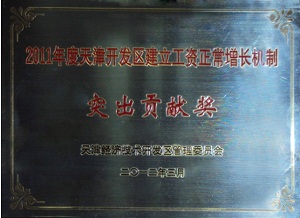 2011年度天津开发区建立工资正常增长机制
突出贡献奖
天津经济技术开发区管理委员会
二〇一二年三月